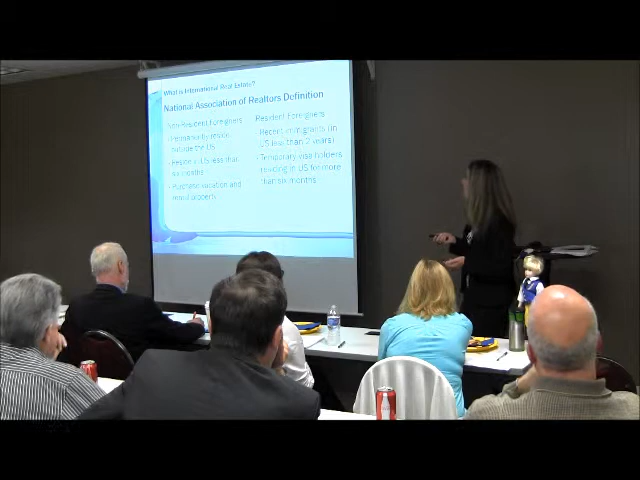 What is International Real Estate?
National Association of Realtors Definition
Non-Resident Foreigners
- Permanently reside
outside the US
- Reside in US less than
six months
- Purchase vacation and
rental property
Resident Foreigners
- Recent immigrants (in
US less than 2 years)
- Temporary visa holders
residing in US for more
than six months